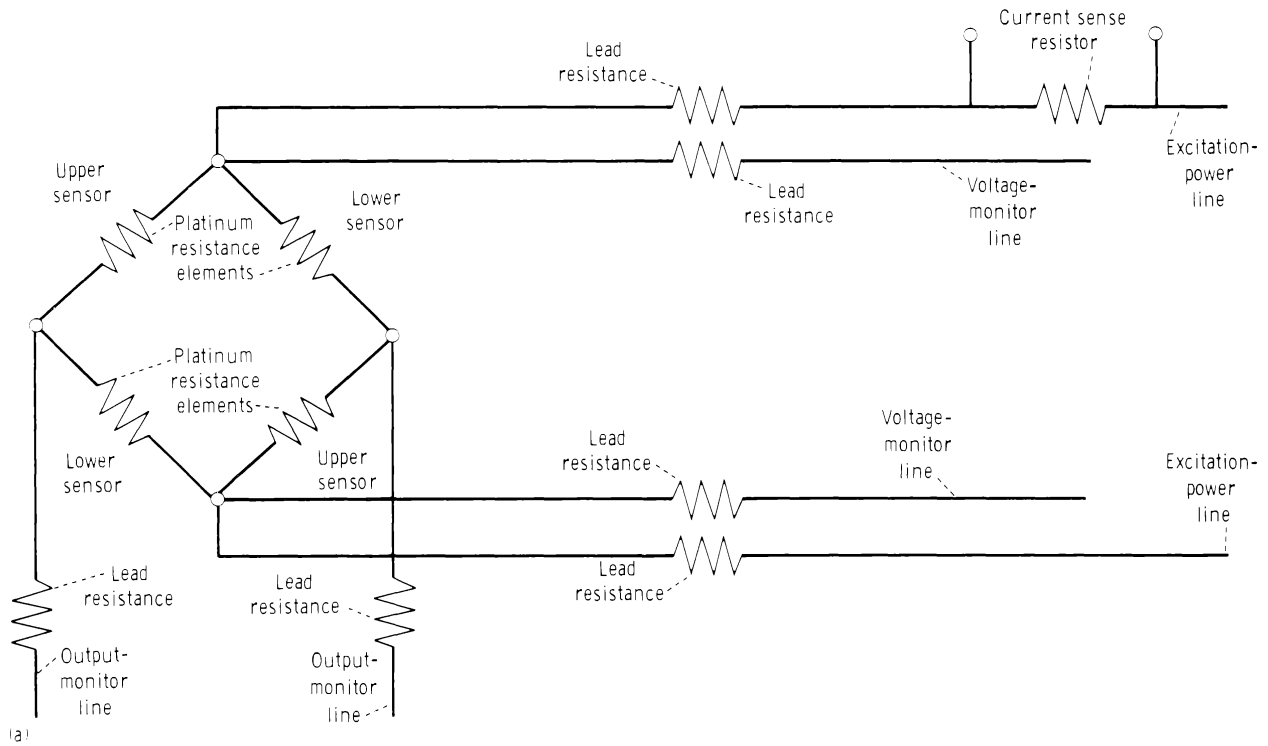 Current sense
resistor
Lead
resistance
Excitation-
power
line
Upper
sensor
Lower
sensor
Platinum
resistance
elements
Lead
resistance
Voltage-
monitor
line
Platinum
resistance
elements
Lower
sensor
Upper
sensor
Lead
resistance
Voltage-
monitor
line
Excitation-
power
line
Lead
resistance
Lead
resistance
Lead
resistance
Output-
monitor
line
Output-
monitor
line
(a)